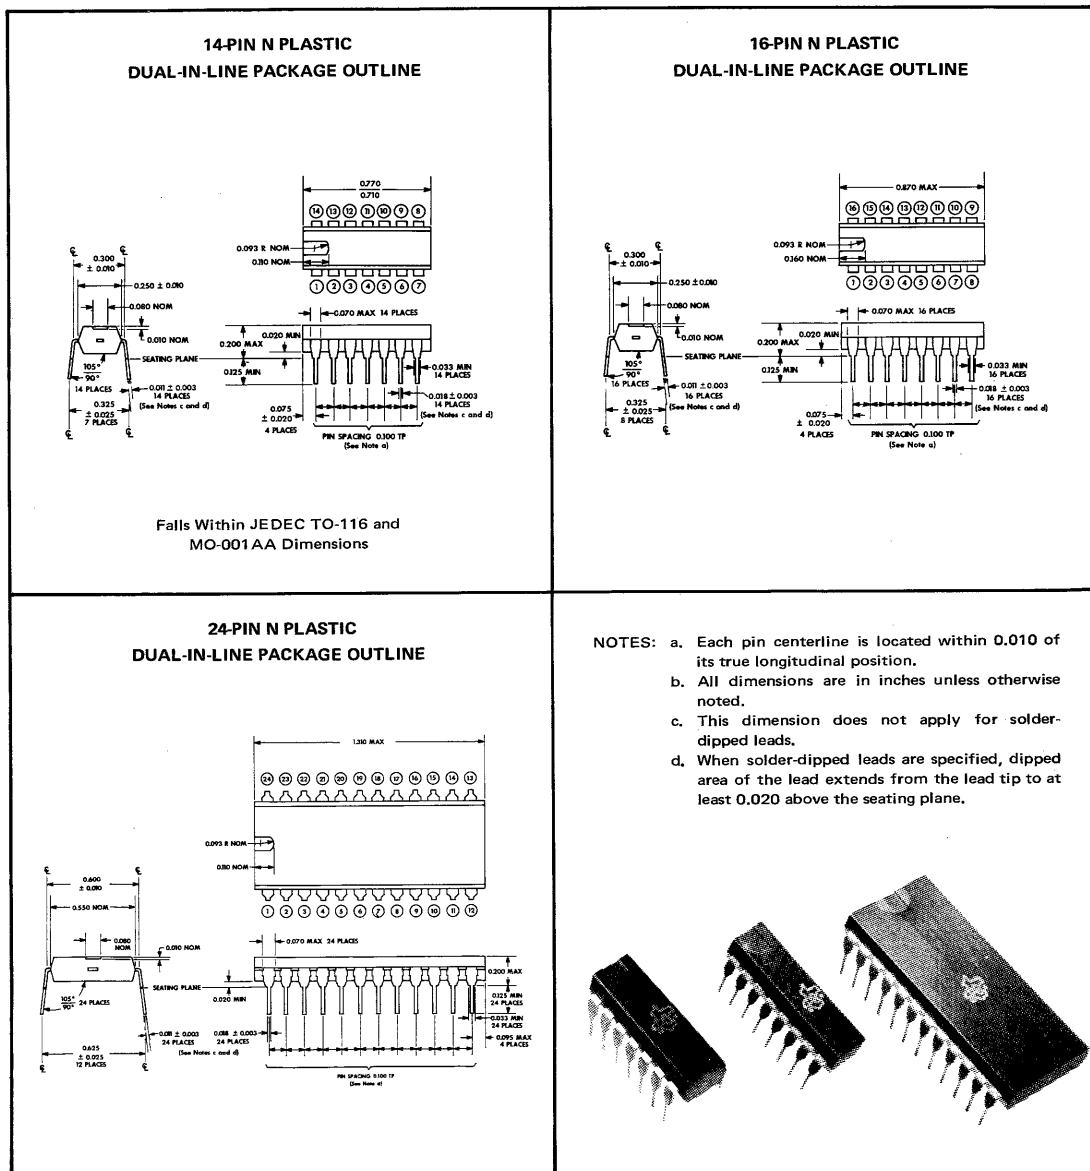 14-PIN N PLASTIC
DUAL-IN-LINE PACKAGE OUTLINE
0.770
0.710
14 13 12 11 10 9 8
0.093 R NOM
0.110 NOM
1 2 3 4 5 6 7
℄ ℄
0.300
± 0.010
0.250 ± 0.010
0.080 NOM
0.010 NOM
SEATING PLANE
105°
90°
14 PLACES
0.011 ± 0.003
14 PLACES
(See Notes c and d)
0.325
± 0.025
7 PLACES
℄ ℄
0.070 MAX 14 PLACES
0.020 MIN
0.200 MAX
0.125 MIN
0.033 MIN
14 PLACES
0.018 ± 0.003
14 PLACES
(See Notes c and d)
0.075
± 0.020
4 PLACES
PIN SPACING 0.100 TP
(See Note a)
Falls Within JEDEC TO-116 and
MO-001AA Dimensions
16-PIN N PLASTIC
DUAL-IN-LINE PACKAGE OUTLINE
0.870 MAX
16 15 14 13 12 11 10 9
0.093 R NOM
0.160 NOM
1 2 3 4 5 6 7 8
℄ ℄
0.300
± 0.010
0.250 ± 0.010
0.080 NOM
0.010 NOM
SEATING PLANE
105°
90°
16 PLACES
0.011 ± 0.003
16 PLACES
(See Notes c and d)
0.325
± 0.025
8 PLACES
℄ ℄
0.070 MAX 16 PLACES
0.020 MIN
0.200 MAX
0.125 MIN
0.033 MIN
16 PLACES
0.018 ± 0.003
16 PLACES
(See Notes c and d)
0.075
± 0.020
4 PLACES
PIN SPACING 0.100 TP
(See Note a)
24-PIN N PLASTIC
DUAL-IN-LINE PACKAGE OUTLINE
1.310 MAX
24 23 22 21 20 19 18 17 16 15 14 13
0.093 R NOM
0.110 NOM
1 2 3 4 5 6 7 8 9 10 11 12
℄ ℄
0.600
± 0.010
0.550 NOM
0.080
NOM
0.010 NOM
SEATING PLANE
105°
90°
24 PLACES
0.011 ± 0.003
24 PLACES
(See Notes c and d)
0.625
± 0.025
12 PLACES
℄ ℄
0.070 MAX 24 PLACES
0.020 MIN
0.200 MAX
0.125 MIN
24 PLACES
0.033 MIN
24 PLACES
0.018 ± 0.003
24 PLACES
0.095 MAX
4 PLACES
PIN SPACING 0.100 TP
(See Note a)
NOTES: a. Each pin centerline is located within 0.010 of
its true longitudinal position.
b. All dimensions are in inches unless otherwise
noted.
c. This dimension does not apply for solder-
dipped leads.
d. When solder-dipped leads are specified, dipped
area of the lead extends from the lead tip to at
least 0.020 above the seating plane.